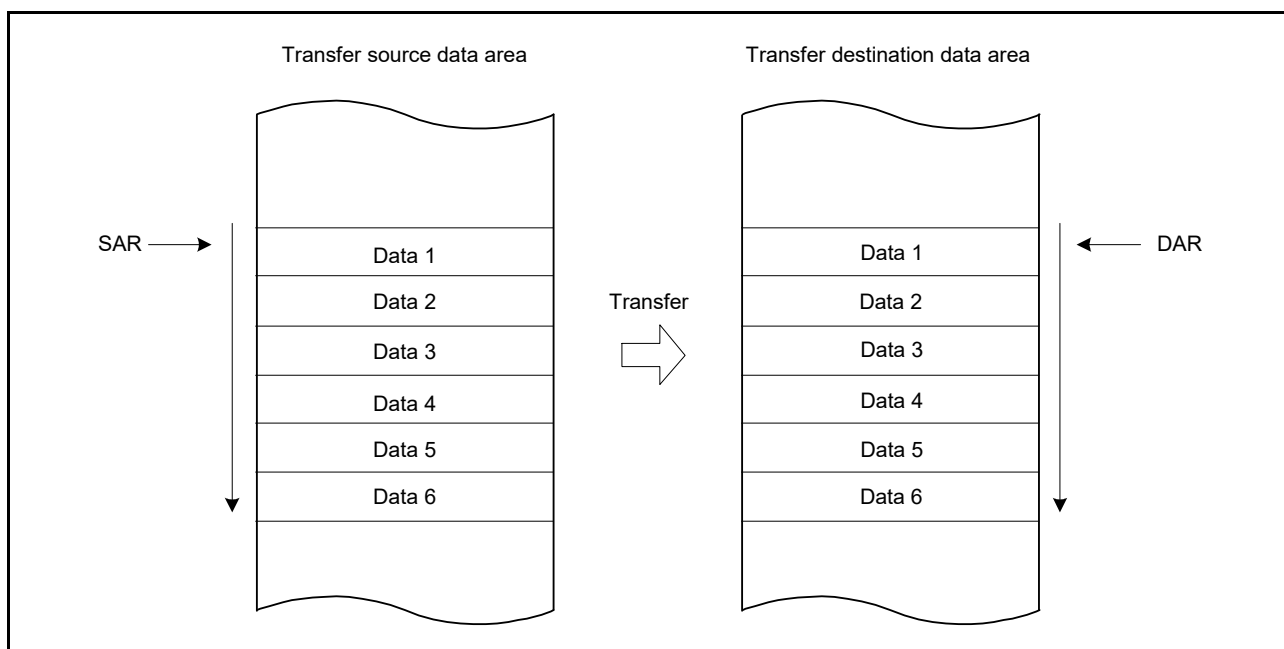 Transfer source data area
Transfer destination data area
SAR
Data 1
Data 2
Data 3
Data 4
Data 5
Data 6
Transfer
Data 1
Data 2
Data 3
Data 4
Data 5
Data 6
DAR